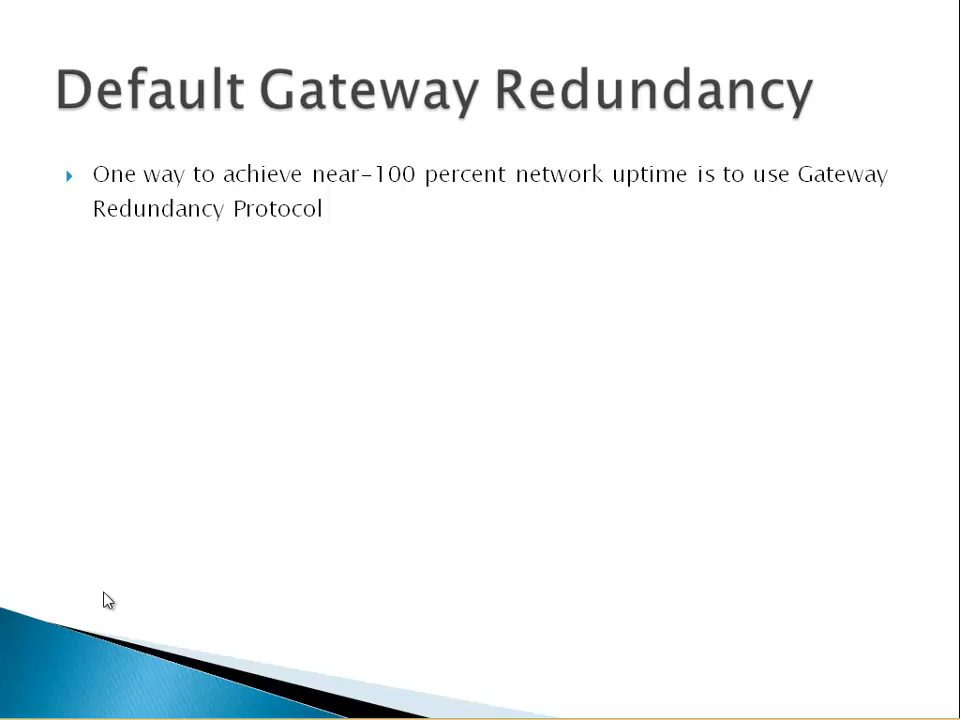 Default Gateway Redundancy
One way to achieve near-100 percent network uptime is to use Gateway
Redundancy Protocol